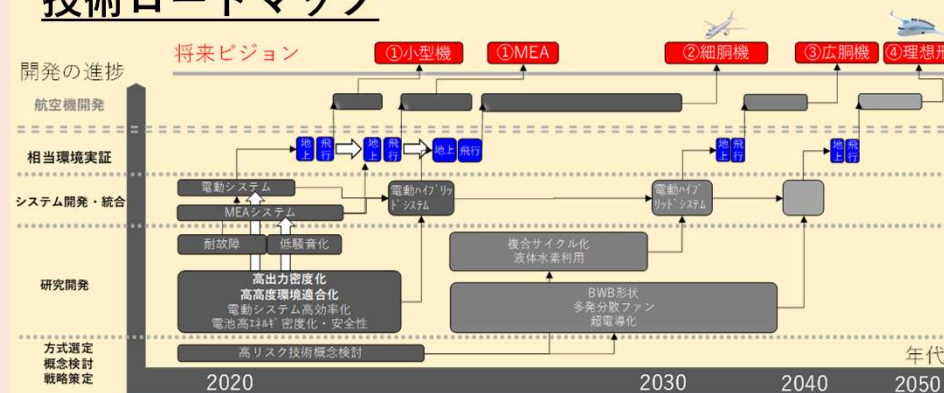 技術ロードマップ
将来ビジョン
①小型機
①MEA
②細胴機
③広胴機
④理想形
開発の進捗
航空機開発
相当環境実証
地上
飛行
地上
飛行
地上
飛行
地上
飛行
地上
飛行
システム開発・統合
電動システム
MEAシステム
電動ハイブリッ
ドシステム
電動ハイブ
リッドシステム
研究開発
耐故障
低騒音化
高出力密度化
高高度環境適合化
電動システム高効率化
電池高エネルギ密度化・安全性
複合サイクル化
液体水素利用
BWB形状
多発分散ファン
超電導化
方式選定
概念検討
戦略策定
高リスク技術概念検討
年代
2020
2030
2040
2050